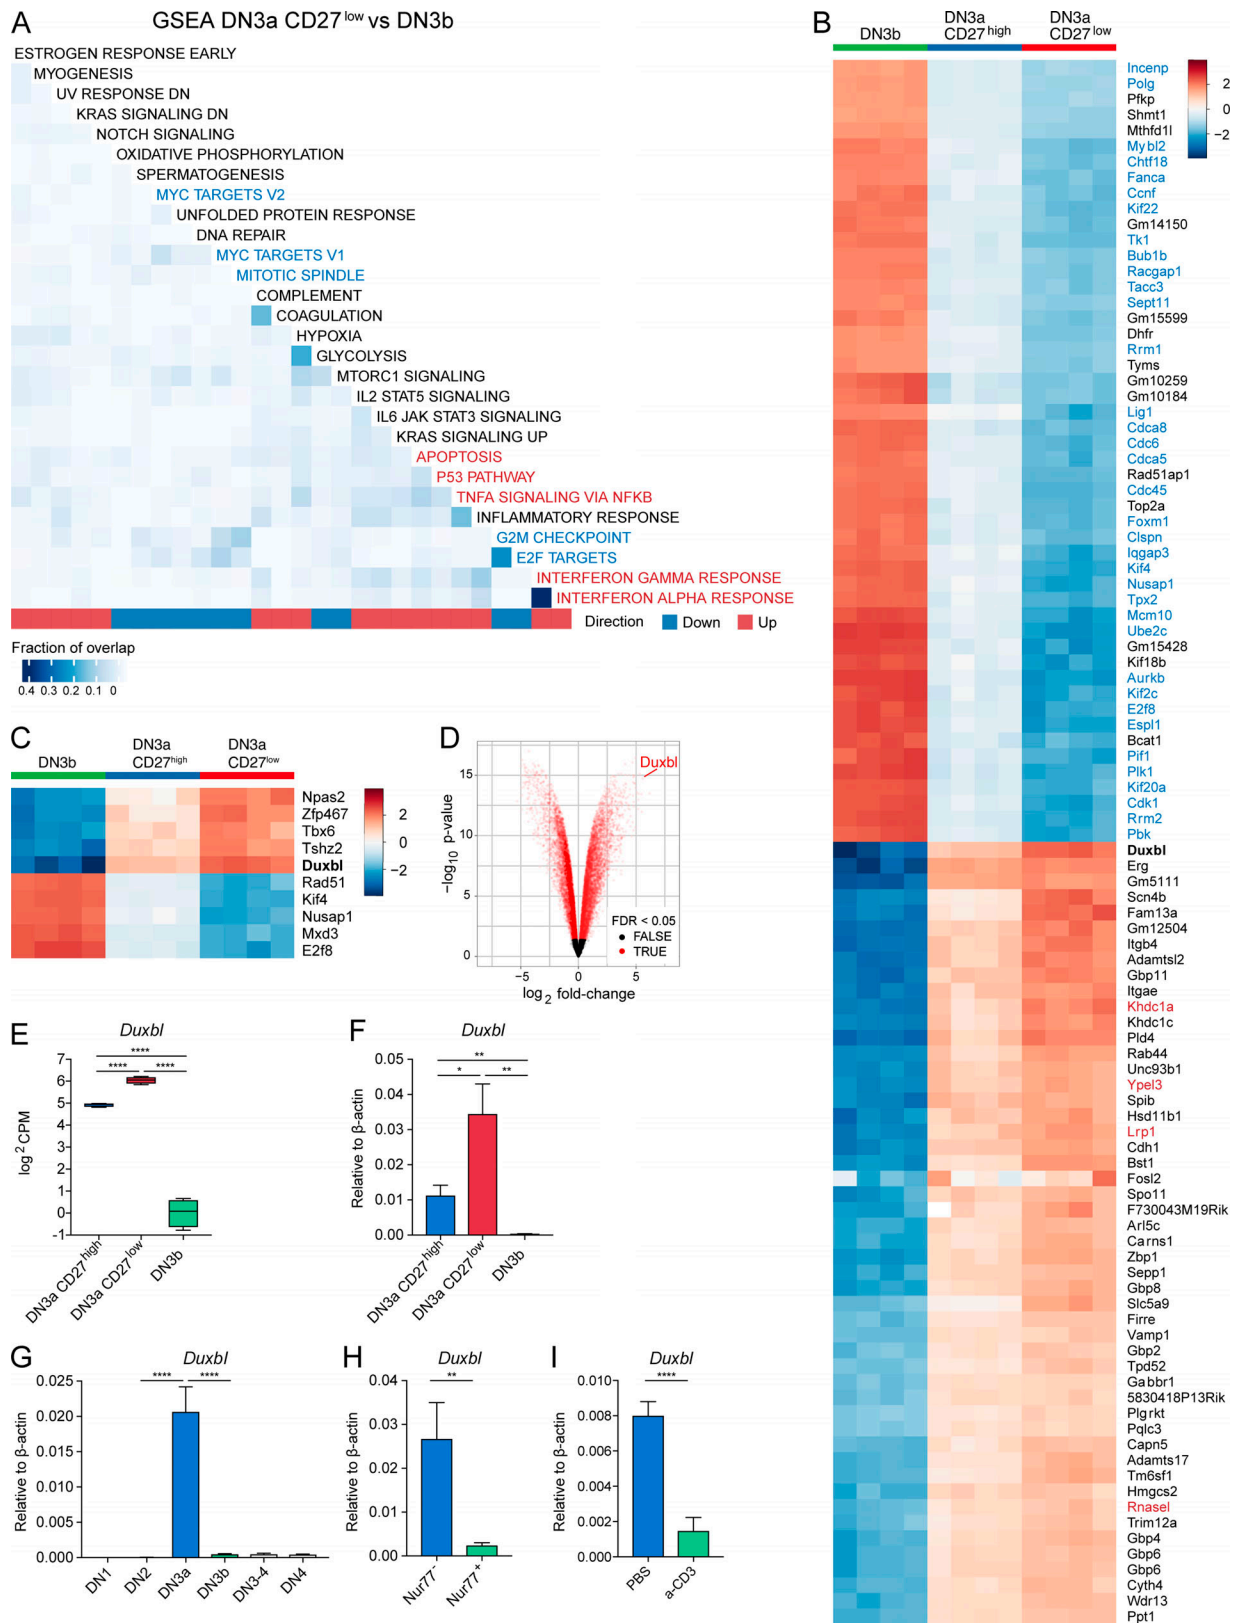 A
GSEA DN3a CD27 low vs DN3b
ESTROGEN RESPONSE EARLY
MYOGENESIS
UV RESPONSE DN
KRAS SIGNALING DN
NOTCH SIGNALING
OXIDATIVE PHOSPHORYLATION
SPERMATOGENESIS
MYC TARGETS V2
UNFOLDED PROTEIN RESPONSE
DNA REPAIR
MYC TARGETS V1
MITOTIC SPINDLE
COMPLEMENT
COAGULATION
HYPOXIA
GLYCOLYSIS
MTORC1 SIGNALING
IL2 STAT5 SIGNALING
IL6 JAK STAT3 SIGNALING
KRAS SIGNALING UP
APOPTOSIS
P53 PATHWAY
TNFA SIGNALING VIA NFKB
INFLAMMATORY RESPONSE
G2M CHECKPOINT
E2F TARGETS
INTERFERON GAMMA RESPONSE
INTERFERON ALPHA RESPONSE
Direction Down Up
Fraction of overlap
0.4 0.3 0.2 0.1 0
B
DN3b
DN3a
CD27 high
DN3a
CD27 low
2
0
−2
Incenp
Polg
Pfkp
Shmt1
Mthfd1l
Mybl2
Chtf18
Fanca
Ccnf
Kif22
Gm14150
Tk1
Bub1b
Racgap1
Tacc3
Sept11
Gm15599
Dhfr
Rrm1
Tyms
Gm10259
Gm10184
Lig1
Cdca8
Cdc6
Cdca5
Rad51ap1
Cdc45
Top2a
Foxm1
Clspn
Iqgap3
Kif4
Nusap1
Tpx2
Mcm10
Ube2c
Gm15428
Kif18b
Aurkb
Kif2c
E2f8
Espl1
Bcat1
Pif1
Plk1
Kif20a
Cdk1
Rrm2
Pbk
Duxbl
Erg
Gm5111
Scn4b
Fam13a
Gm12504
Itgb4
Adamtsl2
Gbp11
Itgae
Khdc1a
Khdc1c
Pld4
Rab44
Unc93b1
Ypel3
Spib
Hsd11b1
Lrp1
Cdh1
Bst1
Fosl2
Spo11
F730043M19Rik
Arl5c
Carns1
Zbp1
Sepp1
Gbp8
Slc5a9
Firre
Vamp1
Gbp2
Tpd52
Gabbr1
5830418P13Rik
Plgrkt
Pqlc3
Capn5
Adamts17
Tm6sf1
Hmgcs2
Rnasel
Trim12a
Gbp4
Gbp6
Gbp6
Cyth4
Wdr13
Ppt1
C
DN3b
DN3a
CD27high
DN3a
CD27low
Npas2
Zfp467
Tbx6
Tshz2
Duxbl
Rad51
Kif4
Nusap1
Mxd3
E2f8
2
0
−2
D
Duxbl
15
10
5
0
−log10 p-value
FDR < 0.05
FALSE
TRUE
−5 0 5
log2 fold-change
E
Duxbl
****
**** ****
7
6
5
4
3
2
1
0
-1
log 2 CPM
DN3a CD27high
DN3a CD27low
DN3b
F
Duxbl
**
* **
0.05
0.04
0.03
0.02
0.01
0.00
Relative to β-actin
DN3a CD27high
DN3a CD27low
DN3b
G
Duxbl
**** ****
0.025
0.020
0.015
0.010
0.005
0.000
Relative to β-actin
DN1 DN2 DN3a DN3b DN3-4 DN4
H
Duxbl
**
0.04
0.03
0.02
0.01
0.00
Relative to β-actin
Nur77- Nur77+
I
Duxbl
****
0.010
0.008
0.006
0.004
0.002
0.000
Relative to β-actin
PBS a-CD3